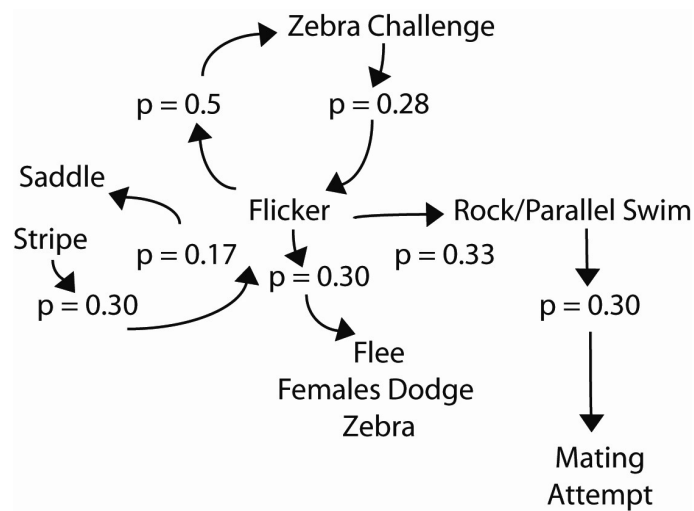 Zebra Challenge
p = 0.5
p = 0.28
Saddle
Flicker
Rock/Parallel Swim
Stripe
p = 0.17
p = 0.33
p = 0.30
p = 0.30
p = 0.30
Flee
Females Dodge
Zebra
Mating
Attempt